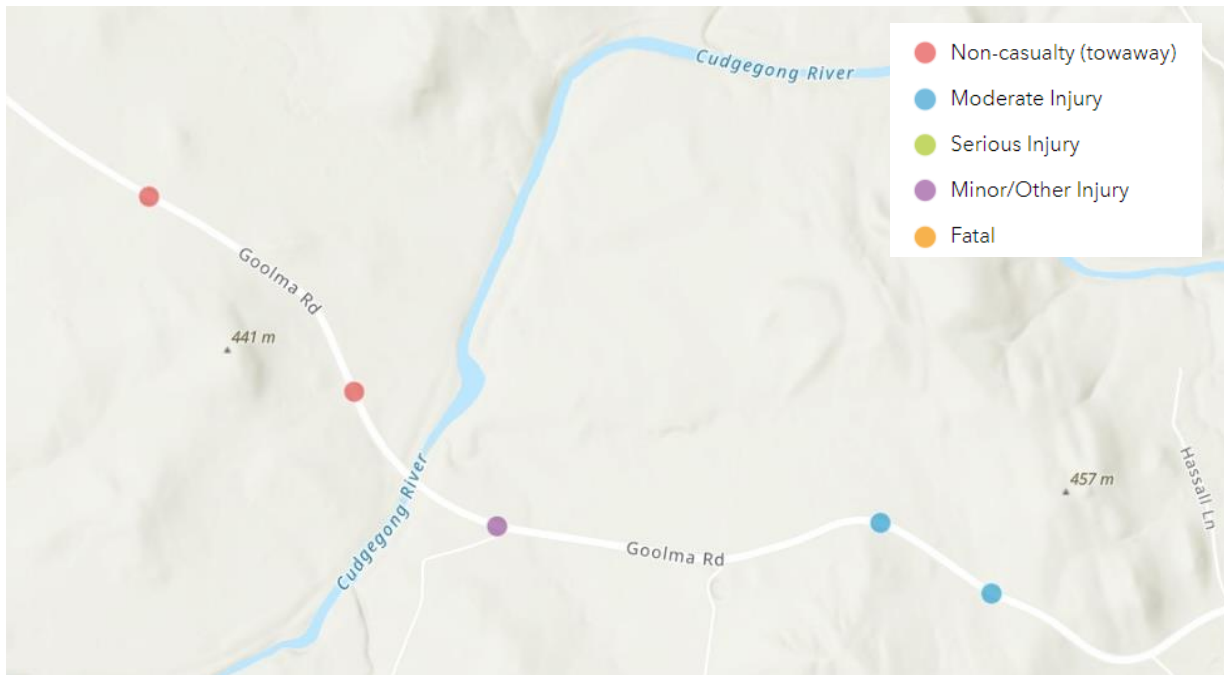 Cudgegong River
Non-casualty (towaway)
Moderate Injury
Serious Injury
Minor/Other Injury
Fatal
Goolma Rd
441 m
Cudgegong River
Goolma Rd
457 m
Hassall Ln